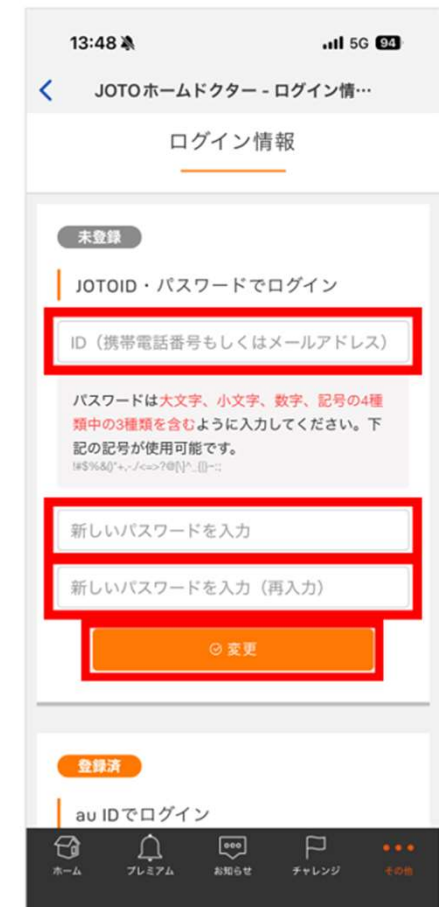 13:48
5G 94
JOTOホームドクター - ログイン情…
ログイン情報
未登録
JOTOID・パスワードでログイン
ID（携帯電話番号もしくはメールアドレス）
パスワードは大文字、小文字、数字、記号の4種
類中の3種類を含むように入力してください。下
記の記号が使用可能です。
新しいパスワードを入力
新しいパスワードを入力（再入力）
変更
登録済
au IDでログイン
ホーム
プレミアム
お知らせ
チャレンジ
その他